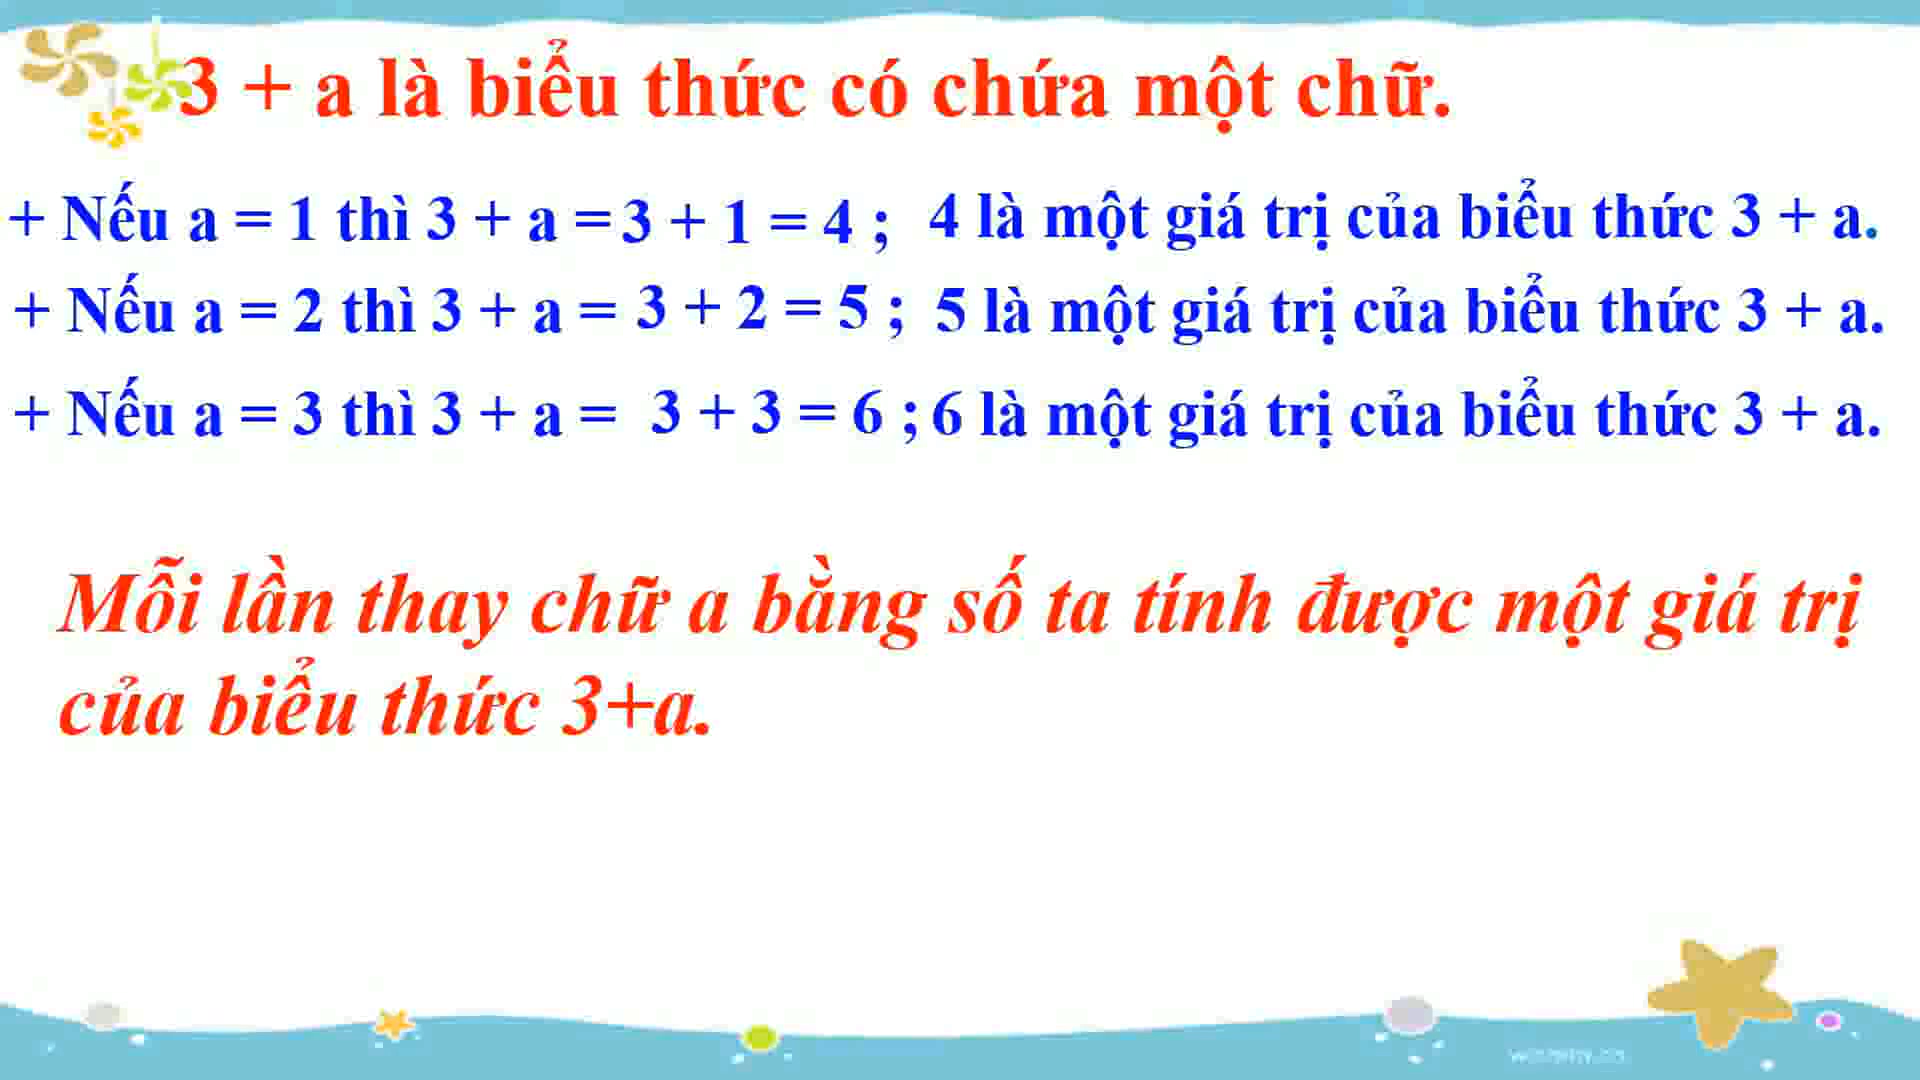 3 + a là biểu thức có chứa một chữ.
+ Nếu a = 1 thì 3 + a = 3 + 1 = 4 ; 4 là một giá trị của biểu thức 3 + a.
+ Nếu a = 2 thì 3 + a = 3 + 2 = 5 ; 5 là một giá trị của biểu thức 3 + a.
+ Nếu a = 3 thì 3 + a = 3 + 3 = 6 ; 6 là một giá trị của biểu thức 3 + a.
Mỗi lần thay chữ a bằng số ta tính được một giá trị
của biểu thức 3+a.